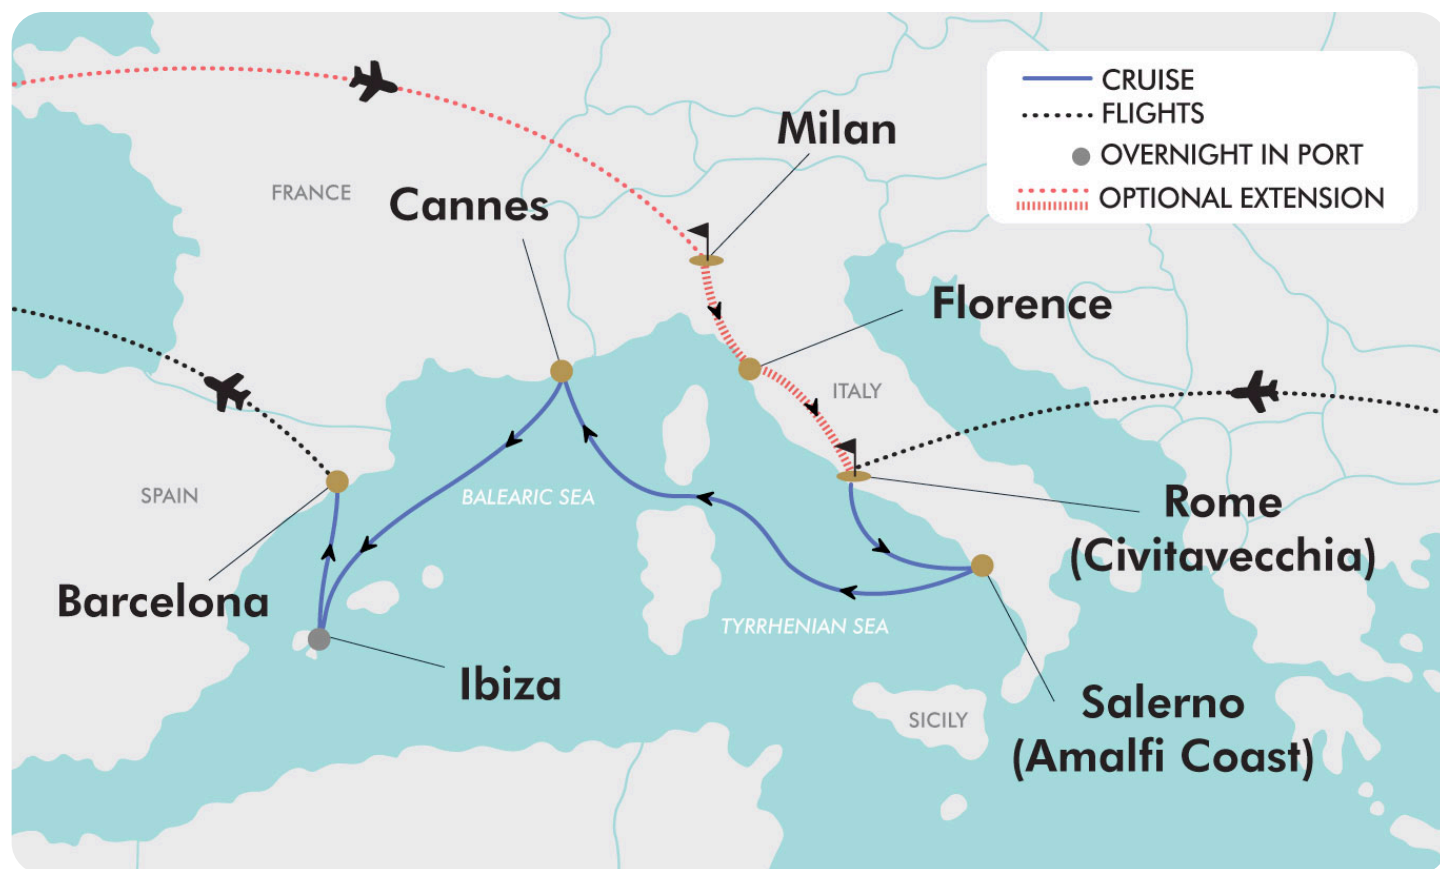 CRUISE
FLIGHTS
OVERNIGHT IN PORT
OPTIONAL EXTENSION
Milan
FRANCE
Cannes
Florence
ITALY
SPAIN
BALEARIC SEA
Rome
(Civitavecchia)
Barcelona
TYRRHENIAN SEA
Ibiza
SICILY
Salerno
(Amalfi Coast)